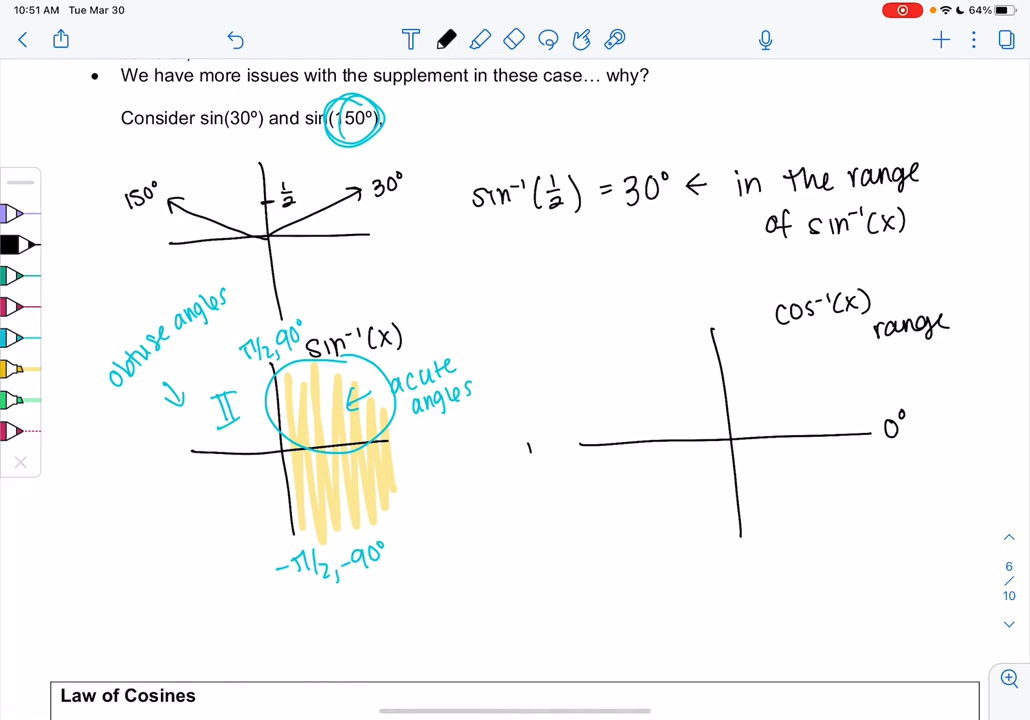 10:51 AM Tue Mar 30
64%
T
• We have more issues with the supplement in these case… why?
Consider sin(30º) and sin(150º),
150°
1/2
30°
sin⁻¹(1/2) = 30° ← in the range
of sin⁻¹(x)
obtuse angles
π/2, 90°
sin⁻¹(x)
II
acute
angles
-π/2, -90°
cos⁻¹(x)
range
0°
6
/
10
Law of Cosines